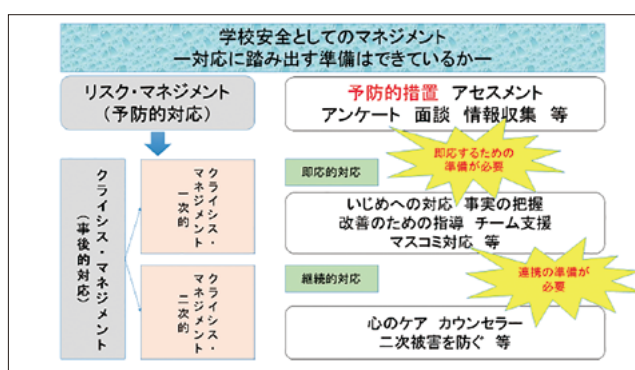 学校安全としてのマネジメント
―対応に踏み出す準備はできているか―
リスク・マネジメント
（予防的対応）
予防的措置 アセスメント
アンケート 面談 情報収集 等
即応するための
準備が必要
クライシス・マネジメント
（事後的対応）
クライシス・
マネジメント
一次的
即応的対応
いじめへの対応 事実の把握
改善のための指導 チーム支援
マスコミ対応 等
連携の準備が
必要
クライシス・
マネジメント
二次的
継続的対応
心のケア カウンセラー
二次被害を防ぐ 等